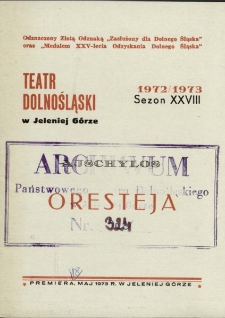 Odznaczony Złotą Odznaką „Zasłużony dla Dolnego Śląska"
oraz „Medalem XXV-lecia Odzyskania Dolnego Śląska"
TEATR
DOLNOŚLĄSKI
w Jeleniej Górze
1972/1973
Sezon XXVIII
AJSCHYLOS
ARCHIWUM
Państwowego
ORESTEJA
Nr. 324
PREMIERA, MAJ 1973 R. W JELENIEJ GÓRZE